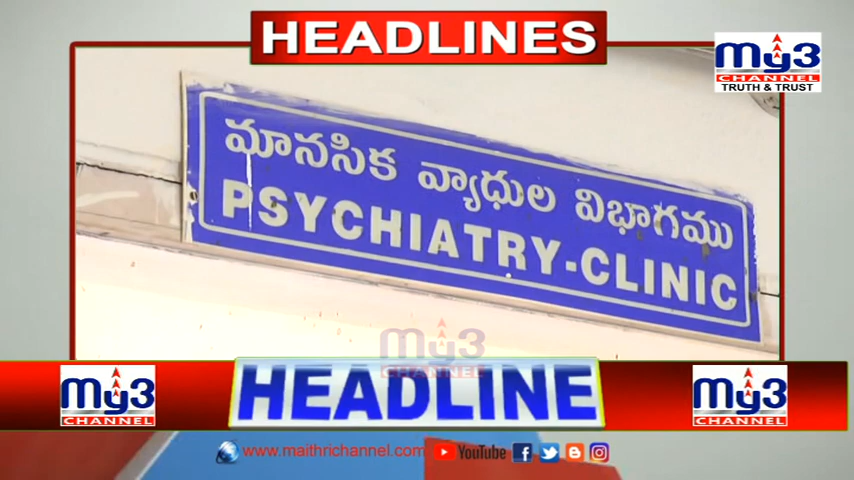 HEADLINES
my3
CHANNEL
TRUTH & TRUST
మానసిక వ్యాధుల విభాగము
PSYCHIATRY-CLINIC
my3
CHANNEL
my3
CHANNEL
HEADLINE
my3
CHANNEL
www.maithrichannel.com YouTube